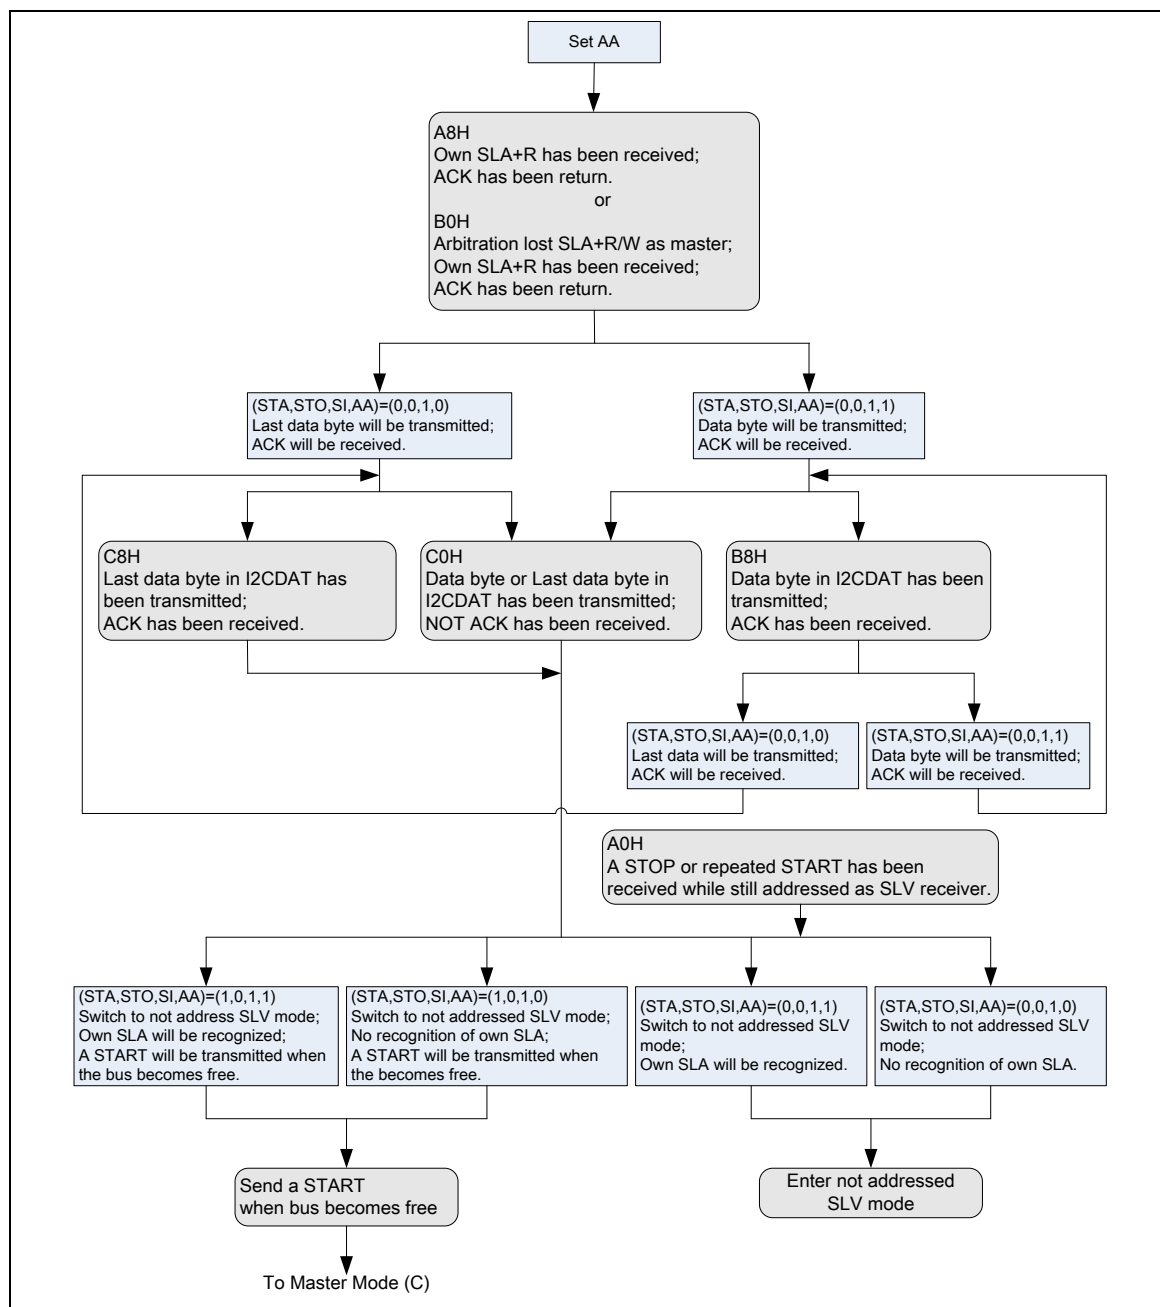 Set AA
A8H
Own SLA+R has been received;
ACK has been return.
or
B0H
Arbitration lost SLA+R/W as master;
Own SLA+R has been received;
ACK has been return.
(STA,STO,SI,AA)=(0,0,1,0)
Last data byte will be transmitted;
ACK will be received.
(STA,STO,SI,AA)=(0,0,1,1)
Data byte will be transmitted;
ACK will be received.
C8H
Last data byte in I2CDAT has
been transmitted;
ACK has been received.
C0H
Data byte or Last data byte in
I2CDAT has been transmitted;
NOT ACK has been received.
B8H
Data byte in I2CDAT has been
transmitted;
ACK has been received.
(STA,STO,SI,AA)=(0,0,1,0)
Last data will be transmitted;
ACK will be received.
(STA,STO,SI,AA)=(0,0,1,1)
Data byte will be transmitted;
ACK will be received.
A0H
A STOP or repeated START has been
received while still addressed as SLV receiver.
(STA,STO,SI,AA)=(1,0,1,1)
Switch to not address SLV mode;
Own SLA will be recognized;
A START will be transmitted when
the bus becomes free.
(STA,STO,SI,AA)=(1,0,1,0)
Switch to not addressed SLV mode;
No recognition of own SLA;
A START will be transmitted when
the becomes free.
(STA,STO,SI,AA)=(0,0,1,1)
Switch to not addressed SLV
mode;
Own SLA will be recognized.
(STA,STO,SI,AA)=(0,0,1,0)
Switch to not addressed SLV
mode;
No recognition of own SLA.
Send a START
when bus becomes free
Enter not addressed
SLV mode
To Master Mode (C)